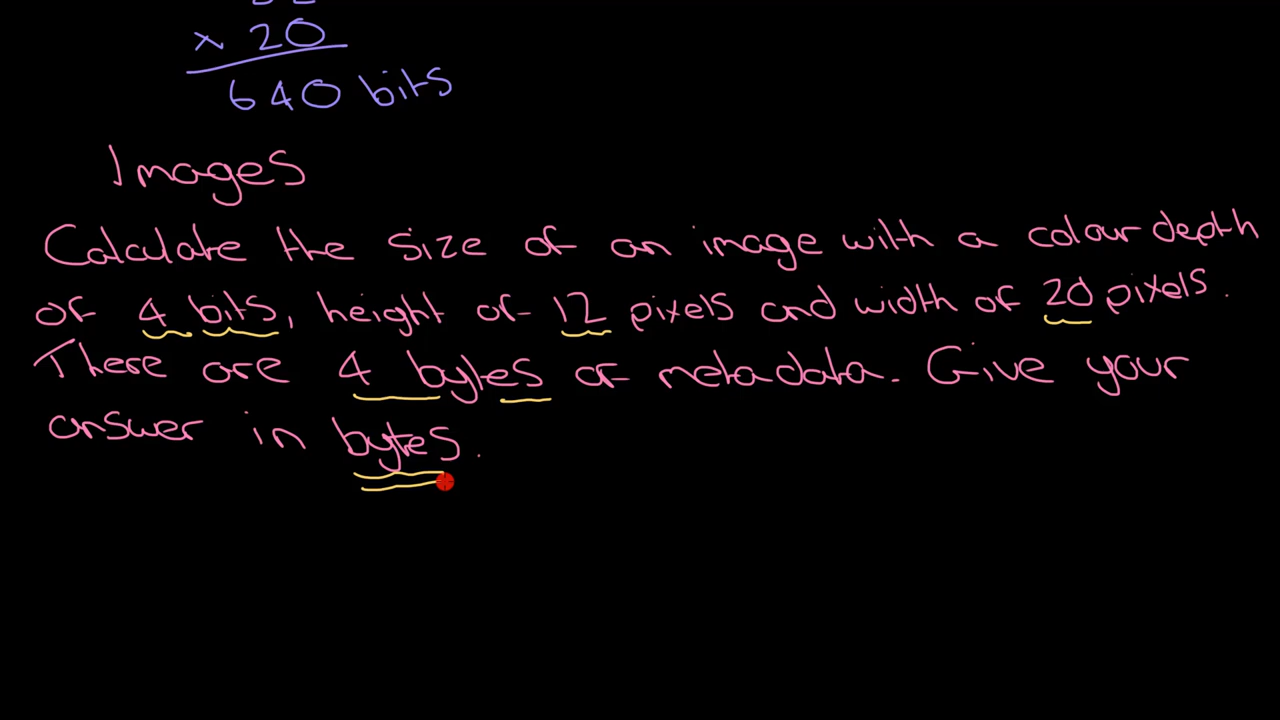 × 20
640 bits
Images
Calculate the size of an image with a colour depth
of 4 bits, height of 12 pixels and width of 20 pixels.
There are 4 bytes of metadata. Give your
answer in bytes.